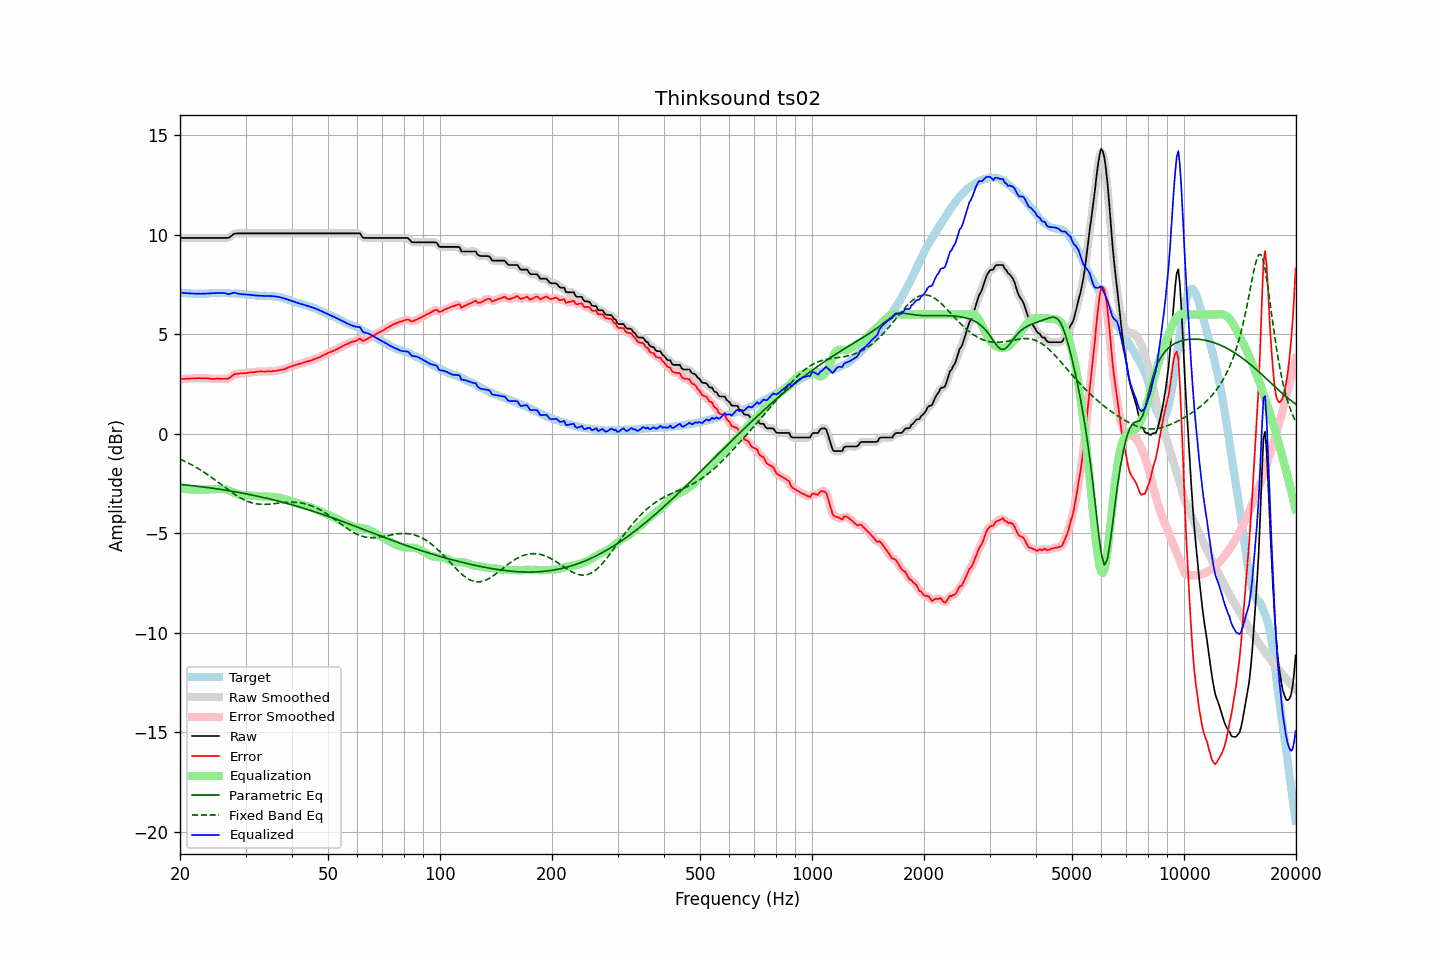 Thinksound ts02
Amplitude (dBr)
15
10
5
0
−5
−10
−15
−20
Target
Raw Smoothed
Error Smoothed
Raw
Error
Equalization
Parametric Eq
Fixed Band Eq
Equalized
20 50 100 200 500 1000 2000 5000 10000 20000
Frequency (Hz)